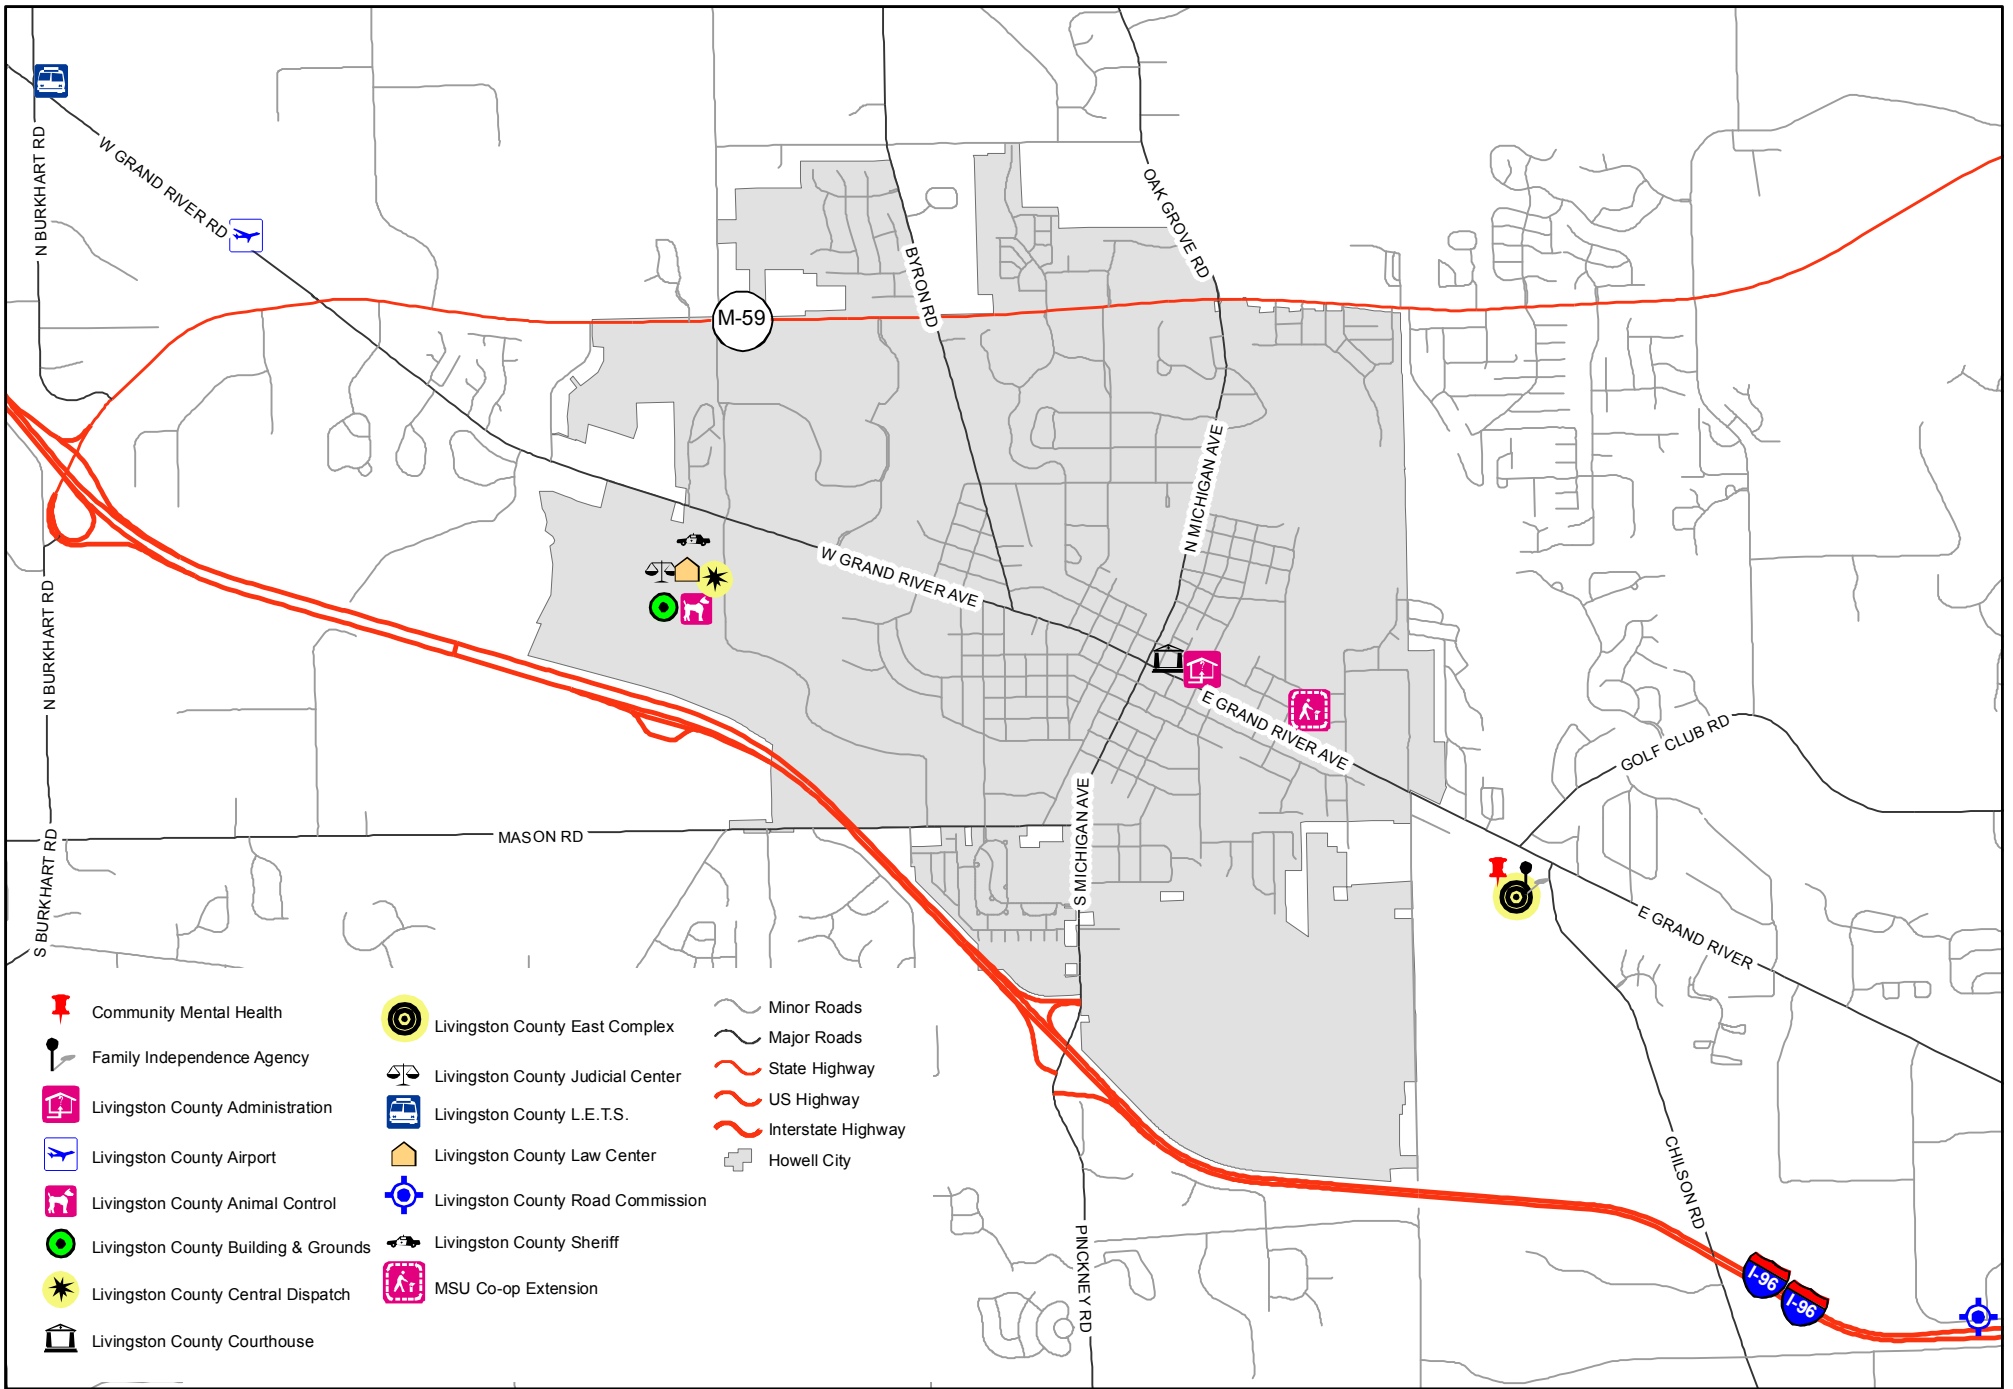 N BURKHART RD
W GRAND RIVER RD
OAK GROVE RD
BYRON RD
M-59
N MICHIGAN AVE
W GRAND RIVER AVE
N BURKHART RD
E GRAND RIVER AVE
GOLF CLUB RD
S MICHIGAN AVE
MASON RD
S BURKHART RD
E GRAND RIVER
CHILSON RD
PINCKNEY RD
I-96
I-96
Community Mental Health
Family Independence Agency
Livingston County Administration
Livingston County Airport
Livingston County Animal Control
Livingston County Building & Grounds
Livingston County Central Dispatch
Livingston County Courthouse
Livingston County East Complex
Livingston County Judicial Center
Livingston County L.E.T.S.
Livingston County Law Center
Livingston County Road Commission
Livingston County Sheriff
MSU Co-op Extension
Minor Roads
Major Roads
State Highway
US Highway
Interstate Highway
Howell City